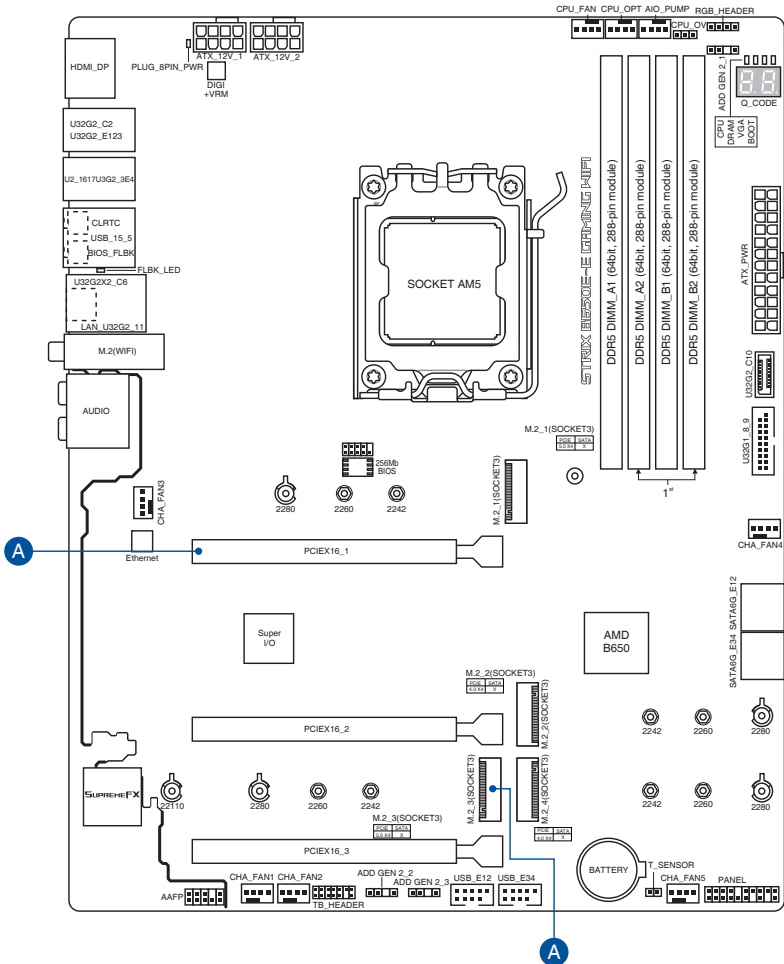 CPU_FAN CPU_OPT AIO_PUMP RGB_HEADER
CPU_OV
ATX_12V_1 ATX_12V_2
PLUG_8PIN_PWR
DIGI
+VRM
HDMI_DP
ADD GEN 2_1
88
Q_CODE
CPU
DRAM
VGA
BOOT
U32G2_C2
U32G2_E123
U2_1617U3G2_3E4
CLRTC
USB_15_5
BIOS_FLBK
FLBK_LED
U32G2X2_C6
LAN_U32G2_11
M.2(WIFI)
AUDIO
SOCKET AM5
STRIX B650E-E GAMING WIFI
DDR5 DIMM_A1 (64bit, 288-pin module)
DDR5 DIMM_A2 (64bit, 288-pin module)
DDR5 DIMM_B1 (64bit, 288-pin module)
DDR5 DIMM_B2 (64bit, 288-pin module)
1st
ATX_PWR
U32G2_C10
U32G1_8_9
M.2_1(SOCKET3)
PCIE SATA
5.0 X4 X
M.2_1(SOCKET3)
256Mb
BIOS
2280 2260 2242
CHA_FAN3
Ethernet
CHA_FAN4
A
PCIEX16_1
SATA6G_E12
SATA6G_E34
Super
I/O
AMD
B650
M.2_2(SOCKET3)
PCIE SATA
4.0 X4 X
M.2_2(SOCKET3)
2242 2260 2280
PCIEX16_2
SUPREMEFX
22110 2280 2260 2242
M.2_3(SOCKET3)
M.2_4(SOCKET3)
2242 2260 2280
M.2_3(SOCKET3)
PCIE SATA
5.0 X4 X
PCIE SATA
4.0 X4 X
PCIEX16_3
BATTERY
T_SENSOR
AAFP
CHA_FAN1 CHA_FAN2
TB_HEADER
ADD GEN 2_2
ADD GEN 2_3
USB_E12 USB_E34
CHA_FAN5
PANEL
A